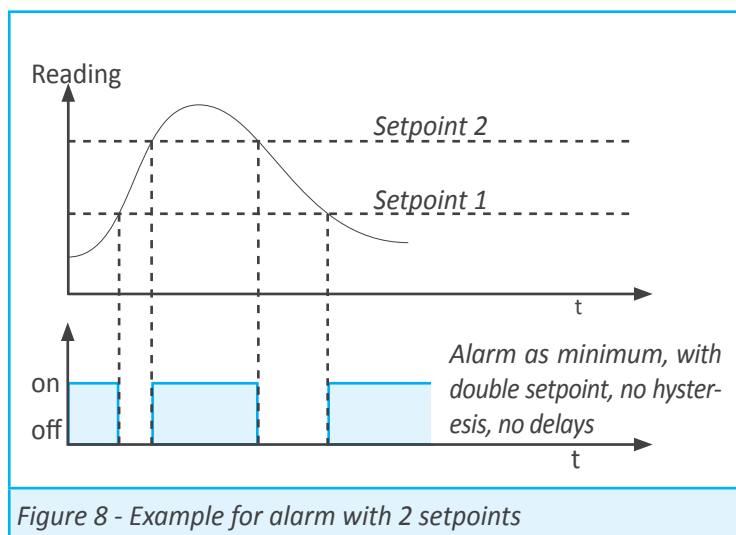 Reading
Setpoint 2
Setpoint 1
t
on
off
Alarm as minimum, with
double setpoint, no hyster-
esis, no delays
t
Figure 8 - Example for alarm with 2 setpoints